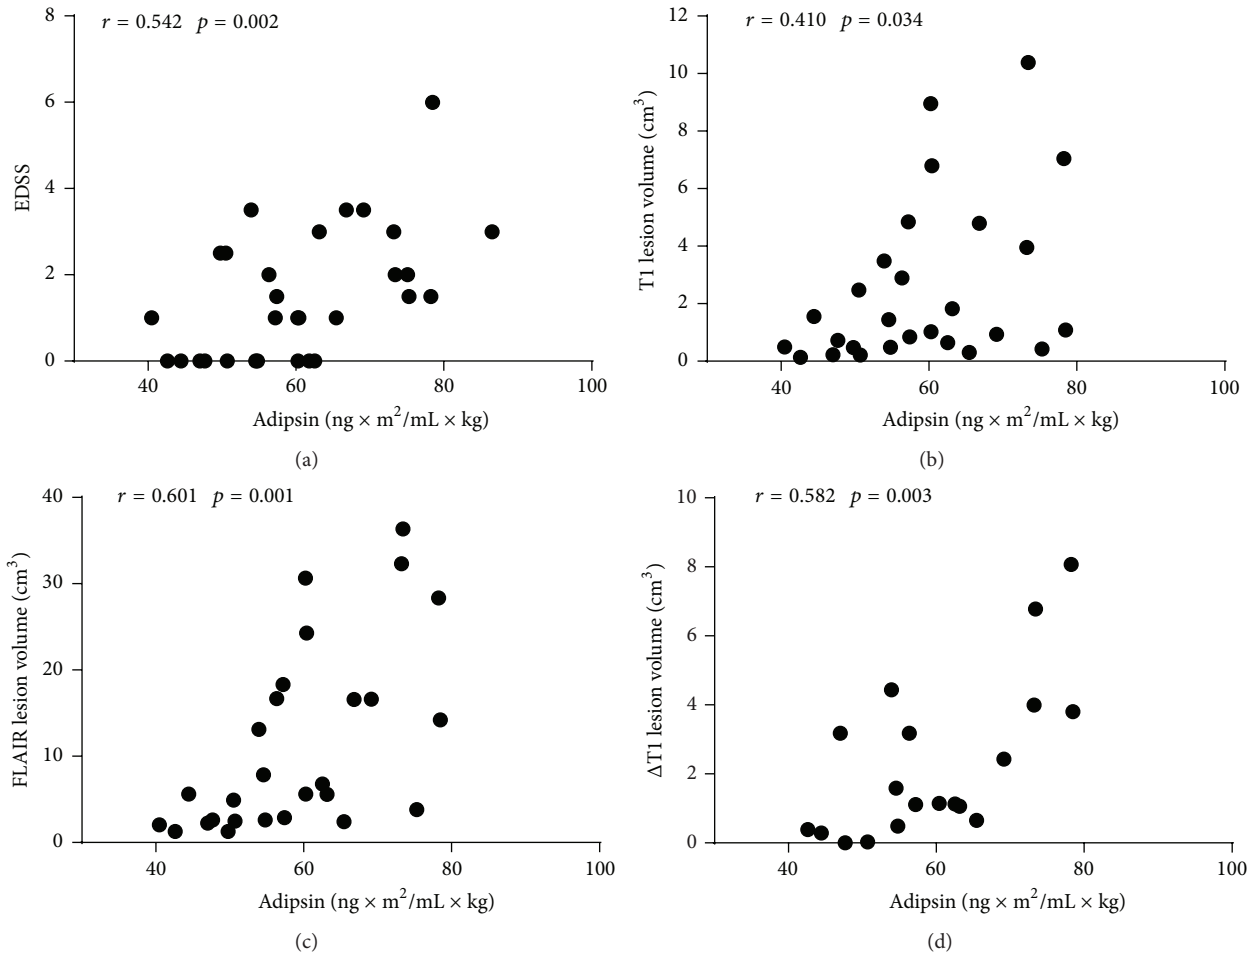 r = 0.542 p = 0.002
8
6
4
2
0
EDSS
40 60 80 100
Adipsin (ng × m²/mL × kg)
(a)
r = 0.410 p = 0.034
12
10
8
6
4
2
0
T1 lesion volume (cm³)
40 60 80 100
Adipsin (ng × m²/mL × kg)
(b)
r = 0.601 p = 0.001
40
30
20
10
0
FLAIR lesion volume (cm³)
40 60 80 100
Adipsin (ng × m²/mL × kg)
(c)
r = 0.582 p = 0.003
10
8
6
4
2
0
ΔT1 lesion volume (cm³)
40 60 80 100
Adipsin (ng × m²/mL × kg)
(d)